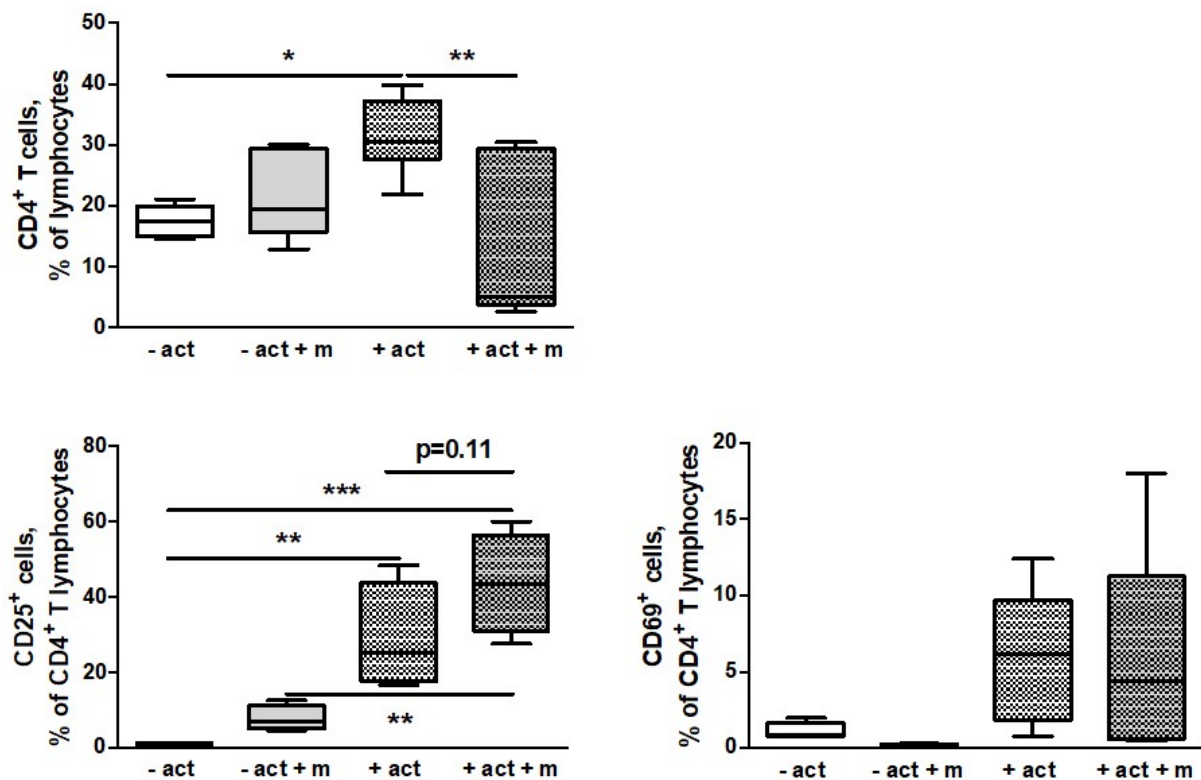 50
40
30
20
10
0
CD4⁺ T cells,
% of lymphocytes
*
**
- act
- act + m
+ act
+ act + m
80
60
40
20
0
CD25⁺ cells,
% of CD4⁺ T lymphocytes
p=0.11
***
**
**
- act
- act + m
+ act
+ act + m
20
15
10
5
0
CD69⁺ cells,
% of CD4⁺ T lymphocytes
- act
- act + m
+ act
+ act + m